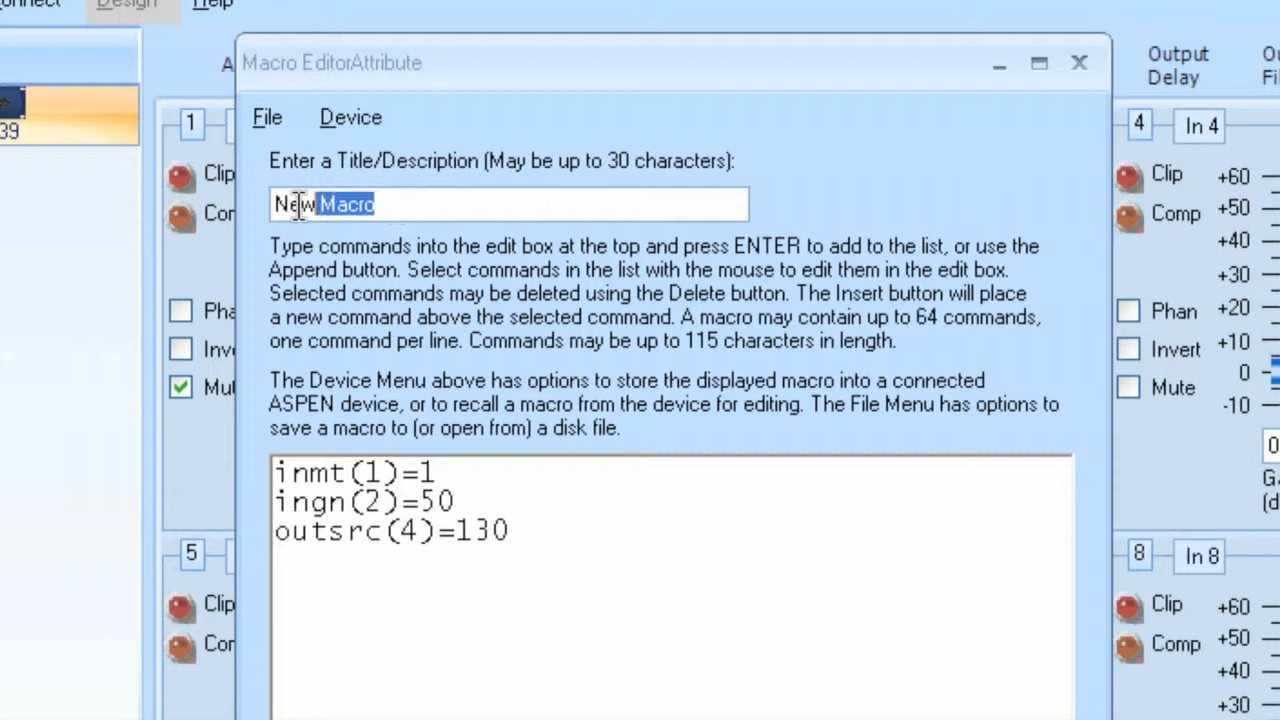 Design
Help
39
Macro EditorAttribute
File Device
Enter a Title/Description (May be up to 30 characters):
New Macro
Type commands into the edit box at the top and press ENTER to add to the list, or use the
Append button. Select commands in the list with the mouse to edit them in the edit box.
Selected commands may be deleted using the Delete button. The Insert button will place
a new command above the selected command. A macro may contain up to 64 commands,
one command per line. Commands may be up to 115 characters in length.
The Device Menu above has options to store the displayed macro into a connected
ASPEN device, or to recall a macro from the device for editing. The File Menu has options to
save a macro to (or open from) a disk file.
inmt(1)=1
ingn(2)=50
outsrc(4)=130
1
Clip
5
Clip
Output
Delay
4 In 4
Clip
Comp
Phan
Invert
Mute
+60
+50
+40
+30
+20
+10
0
-10
8 In 8
Clip
Comp
+60
+50
+40
+30